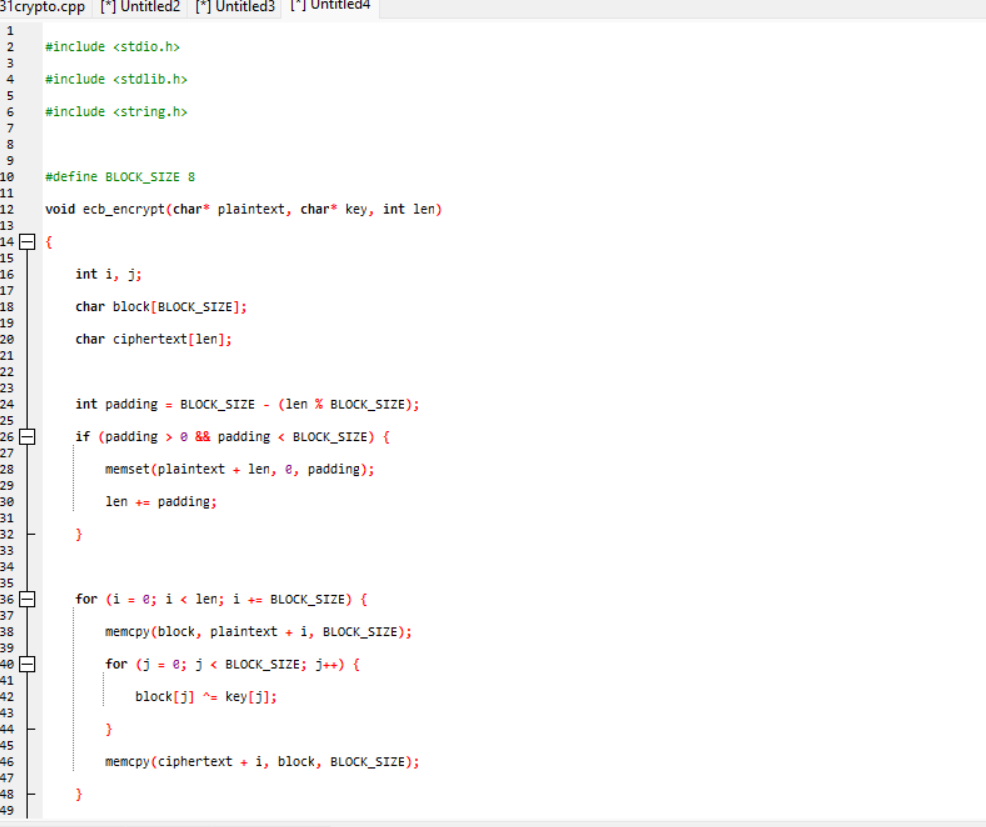 31crypto.cpp [*] Untitled2 [*] Untitled3 [*] Untitled4
1
2 #include <stdio.h>
3
4 #include <stdlib.h>
5
6 #include <string.h>
7
8
9
10 #define BLOCK_SIZE 8
11
12 void ecb_encrypt(char* plaintext, char* key, int len)
13
14 {
15
16 int i, j;
17
18 char block[BLOCK_SIZE];
19
20 char ciphertext[len];
21
22
23
24 int padding = BLOCK_SIZE - (len % BLOCK_SIZE);
25
26 if (padding > 0 && padding < BLOCK_SIZE) {
27
28 memset(plaintext + len, 0, padding);
29
30 len += padding;
31
32 }
33
34
35
36 for (i = 0; i < len; i += BLOCK_SIZE) {
37
38 memcpy(block, plaintext + i, BLOCK_SIZE);
39
40 for (j = 0; j < BLOCK_SIZE; j++) {
41
42 block[j] ^= key[j];
43
44 }
45
46 memcpy(ciphertext + i, block, BLOCK_SIZE);
47
48 }
49